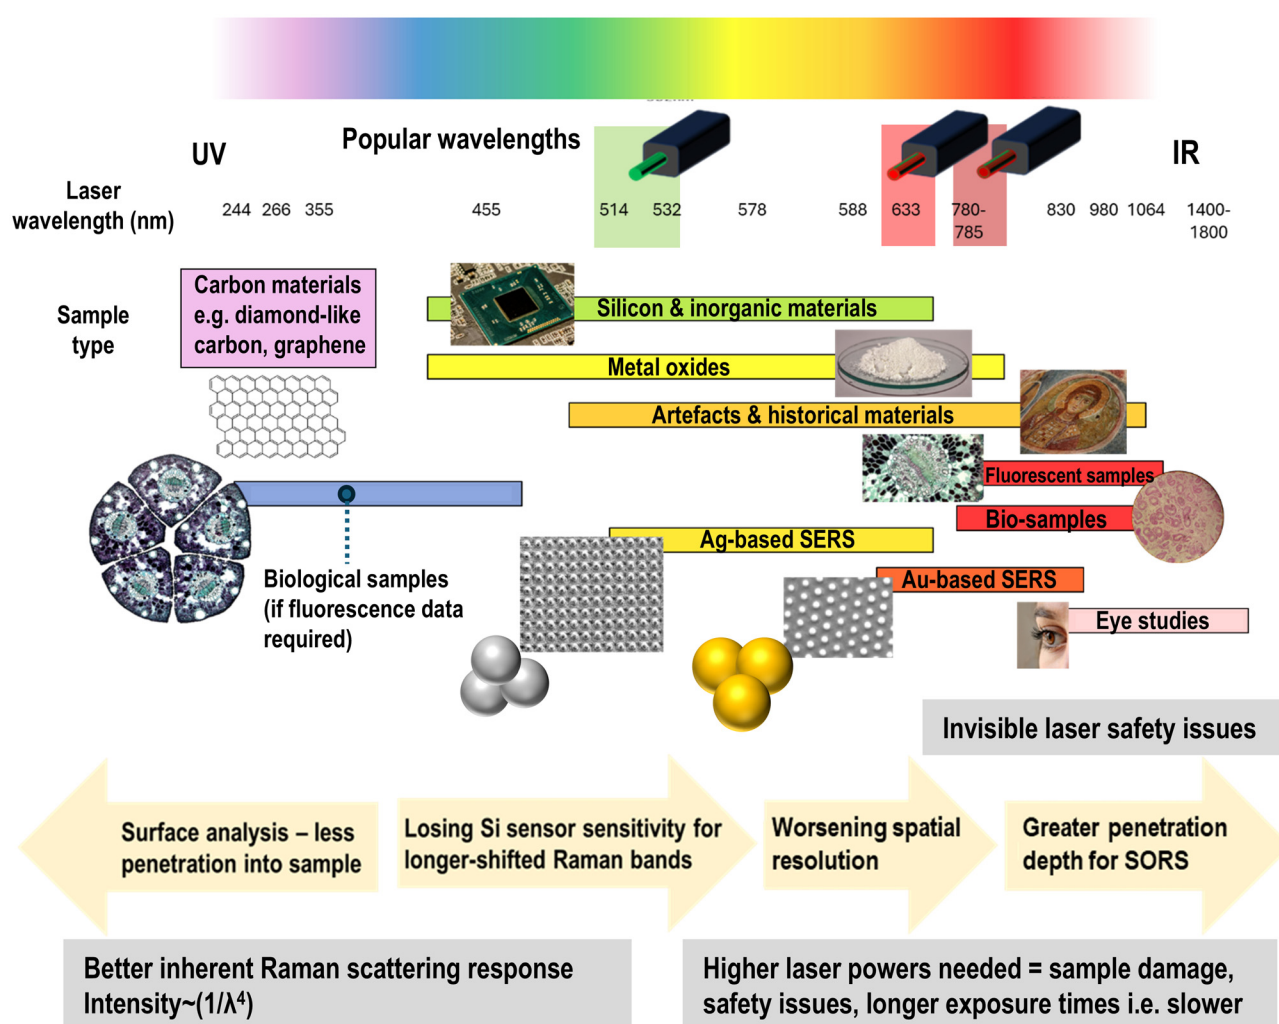 UV
Popular wavelengths
IR
Laser
wavelength (nm)
244 266 355 455 514 532 578 588 633 780- 830 980 1064 1400-
785 1800
Sample
type
Carbon materials
e.g. diamond-like
carbon, graphene
Silicon & inorganic materials
Metal oxides
Artefacts & historical materials
Fluorescent samples
Bio-samples
Ag-based SERS
Au-based SERS
Biological samples
(if fluorescence data
required)
Eye studies
Invisible laser safety issues
Surface analysis – less
penetration into sample
Losing Si sensor sensitivity for
longer-shifted Raman bands
Worsening spatial
resolution
Greater penetration
depth for SORS
Better inherent Raman scattering response
Intensity~(1/λ⁴)
Higher laser powers needed = sample damage,
safety issues, longer exposure times i.e. slower